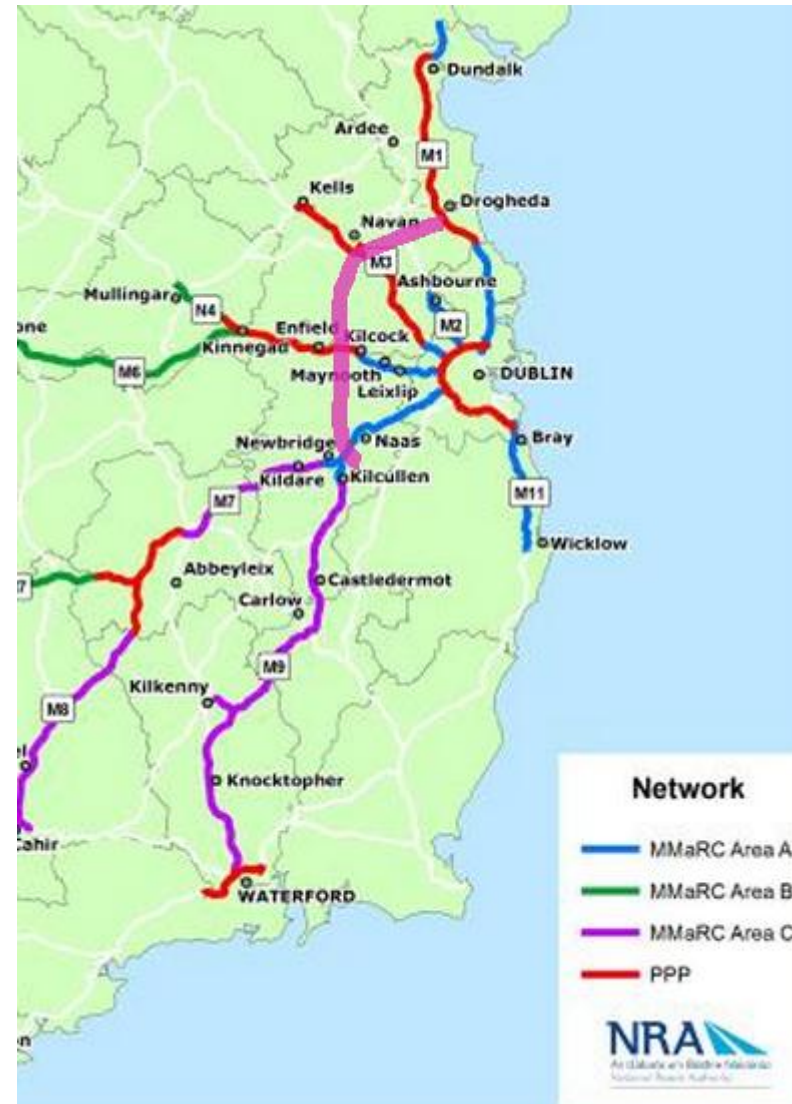 Dundalk
Ardee
M1
Kells
Drogheda
Navan
M3
Ashbourne
Mullingar
N4
M2
Enfield
Kilcock
Kinnegad
M6
Maynooth
DUBLIN
Leixlip
Newbridge
Naas
Bray
Kildare
Kilcullen
M7
M11
Wicklow
Abbeyleix
Castledermot
Carlow
M9
Kilkenny
M8
Knocktopher
Cahir
WATERFORD
Network
MMaRC Area A
MMaRC Area B
MMaRC Area C
PPP
NRA
National Roads Authority